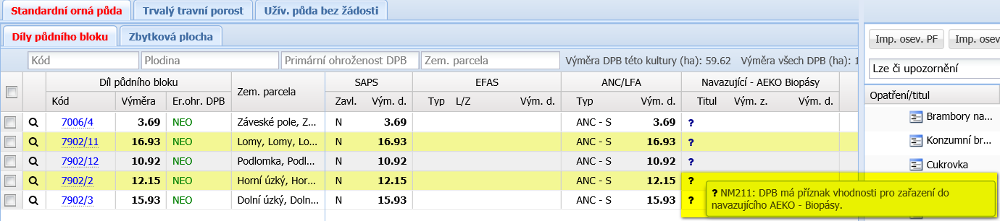 Standardní orná půda Trvalý travní porost Užív. půda bez žádosti
Díly půdního bloku Zbytková plocha
Imp. osev. PF Imp. osev
Kód Plodina Primární ohroženost DPB Zem. parcela Výměra DPB této kultury (ha): 59.62 Výměra všech DPB (ha): 1
Lze či upozornění
Díl půdního bloku Zem. parcela SAPS EFAS ANC/LFA Navazující - AEKO Biopásy
Opatření/titul
Kód Výměra Er.ohr. DPB Zavl. Vým. d. Typ L/Z Vým. d. Typ Vým. d. Titul Vým. z. Vým. d.
7006/4 3.69 NEO Záveské pole, Z... N 3.69 ANC - S 3.69 ?
Brambory na...
7902/11 16.93 NEO Lomy, Lomy, Lo... N 16.93 ANC - S 16.93 ?
Konzumní br...
7902/12 10.92 NEO Podlomka, Podl... N 10.92 ANC - S 10.92 ?
Cukrovka
7902/2 12.15 NEO Horní úzký, Hor... N 12.15 ANC - S 12.15 ?
7902/3 15.93 NEO Dolní úzký, Doln... N 15.93 ANC - S 15.93 ?
? NM211: DPB má příznak vhodnosti pro zařazení do
navazujícího AEKO - Biopásy.